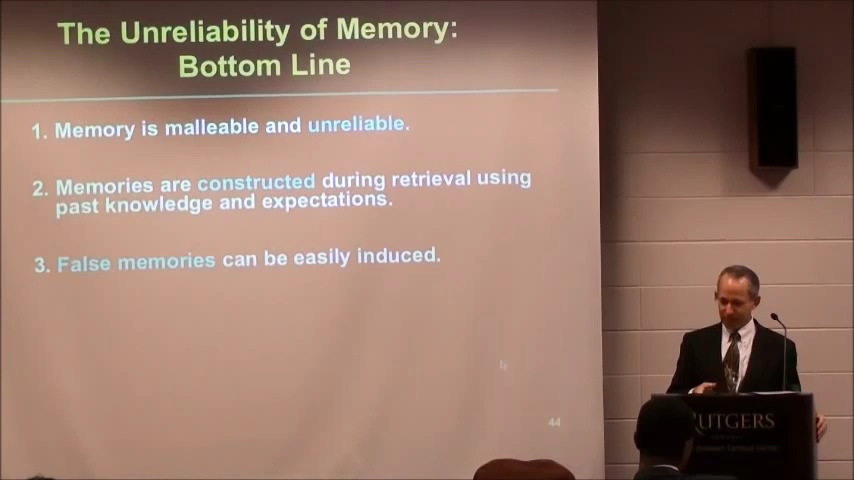 The Unreliability of Memory:
Bottom Line
1. Memory is malleable and unreliable.
2. Memories are constructed during retrieval using
past knowledge and expectations.
3. False memories can be easily induced.
44
RUTGERS
Center